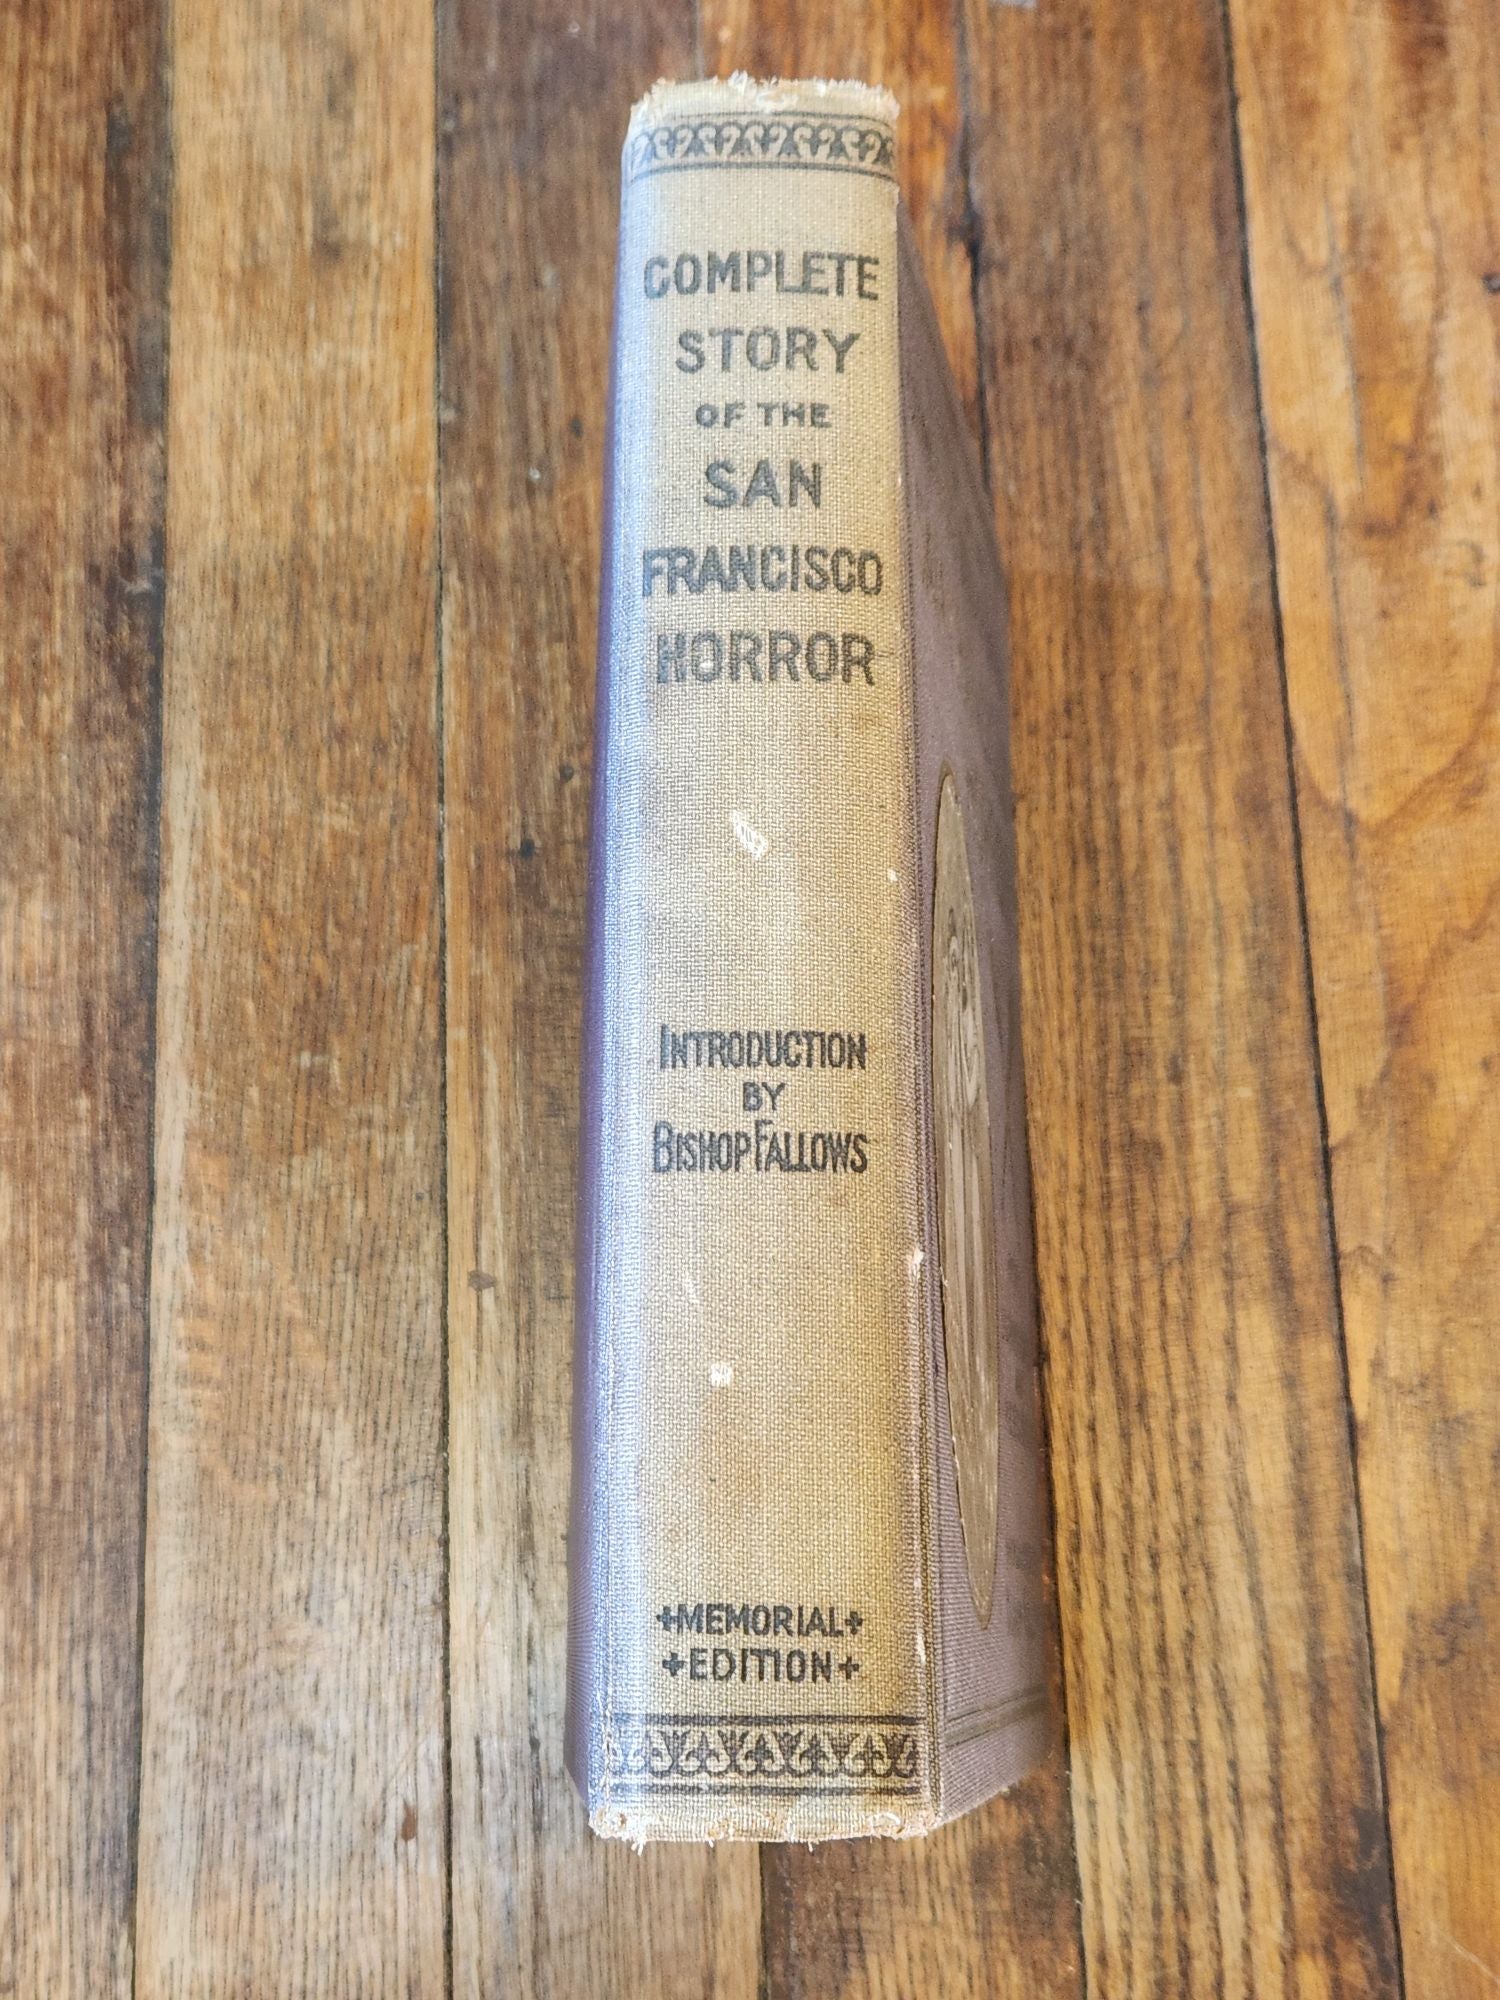 COMPLETE
STORY
OF THE
SAN
FRANCISCO
HORROR
INTRODUCTION
BY
BISHOP FALLOWS
+MEMORIAL+
+EDITION+